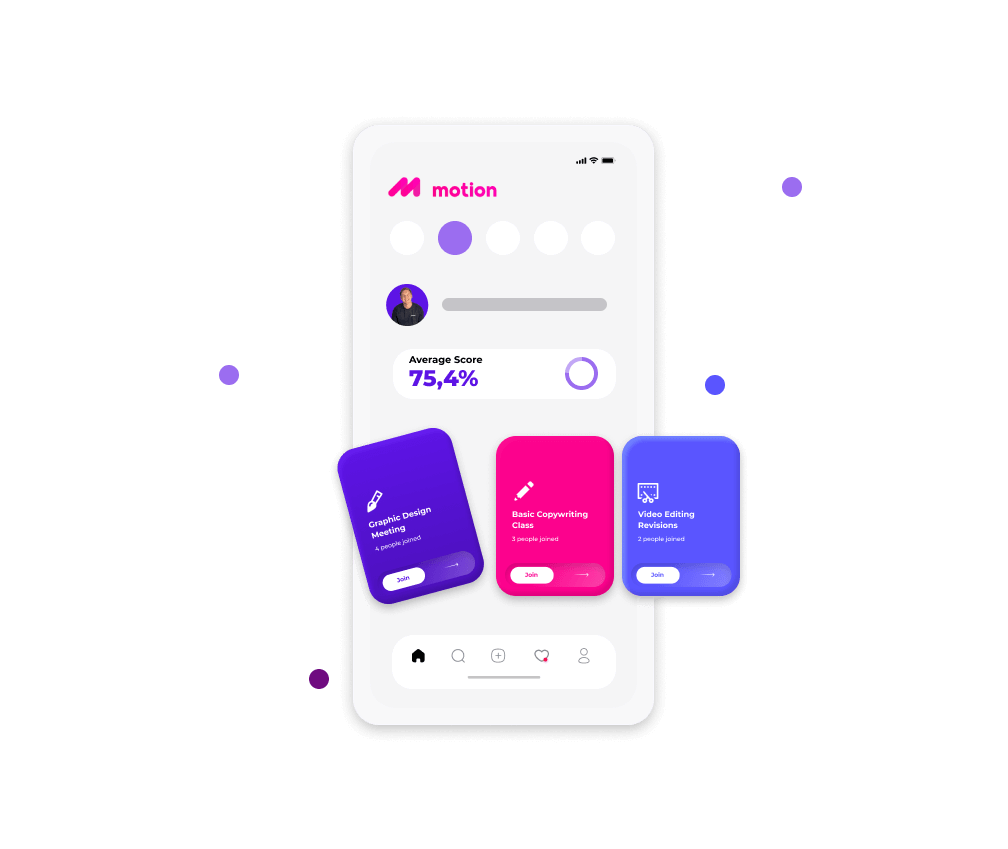 motion
Average Score
75,4%
Graphic Design
Meeting
4 people joined
Join
Basic Copywriting
Class
3 people joined
Join
Video Editing
Revisions
2 people joined
Join